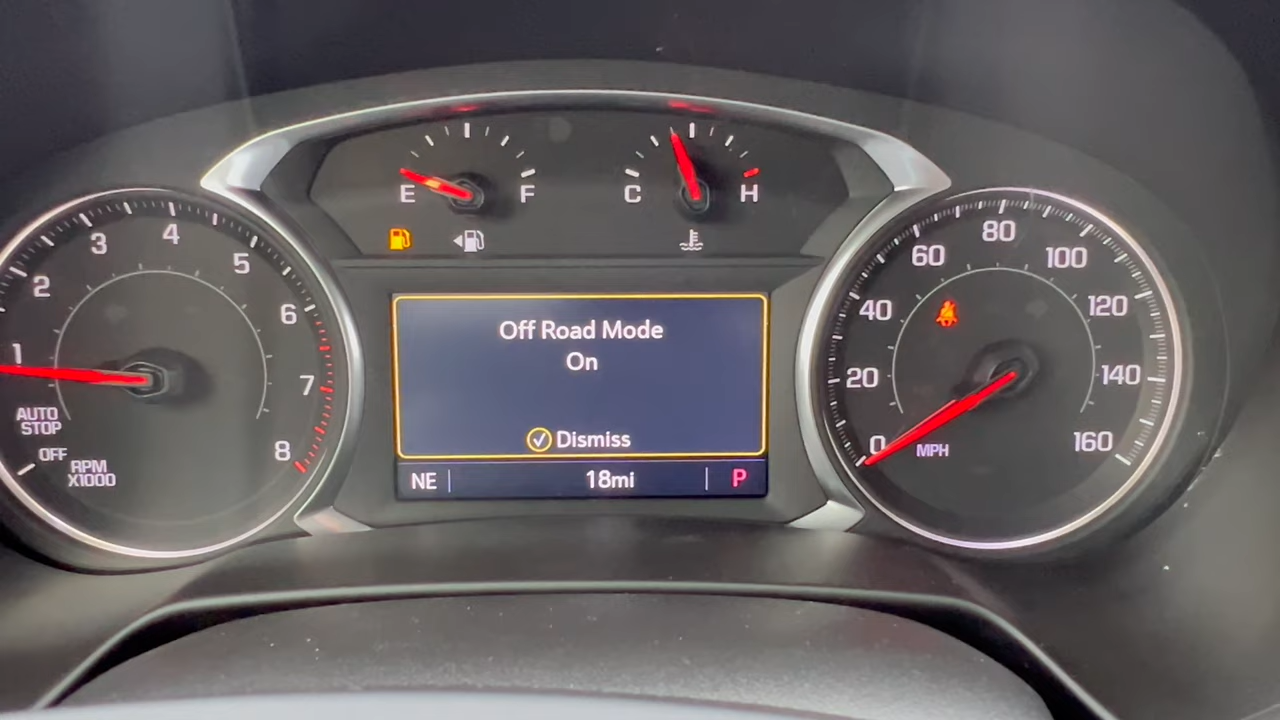 E
F
C
H
1
2
3
4
5
6
7
8
AUTO
STOP
OFF
RPM
X1000
Off Road Mode
On
Dismiss
NE
18mi
P
0
20
40
60
80
100
120
140
160
MPH